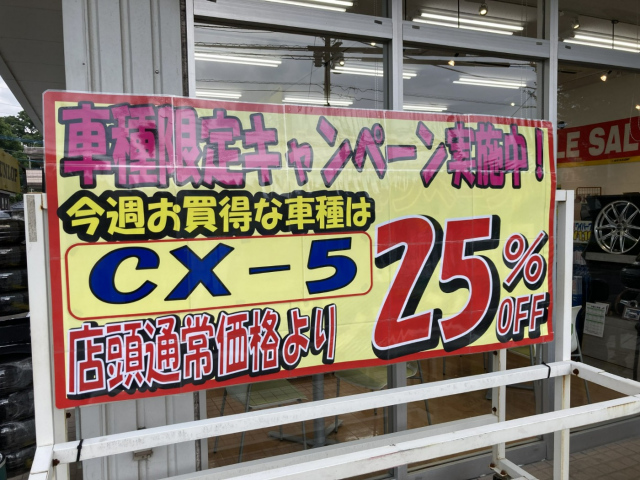 車種限定キャンペーン実施中!
今週お買得な車種は
CX-5
店頭通常価格より
25%OFF
LE SAL